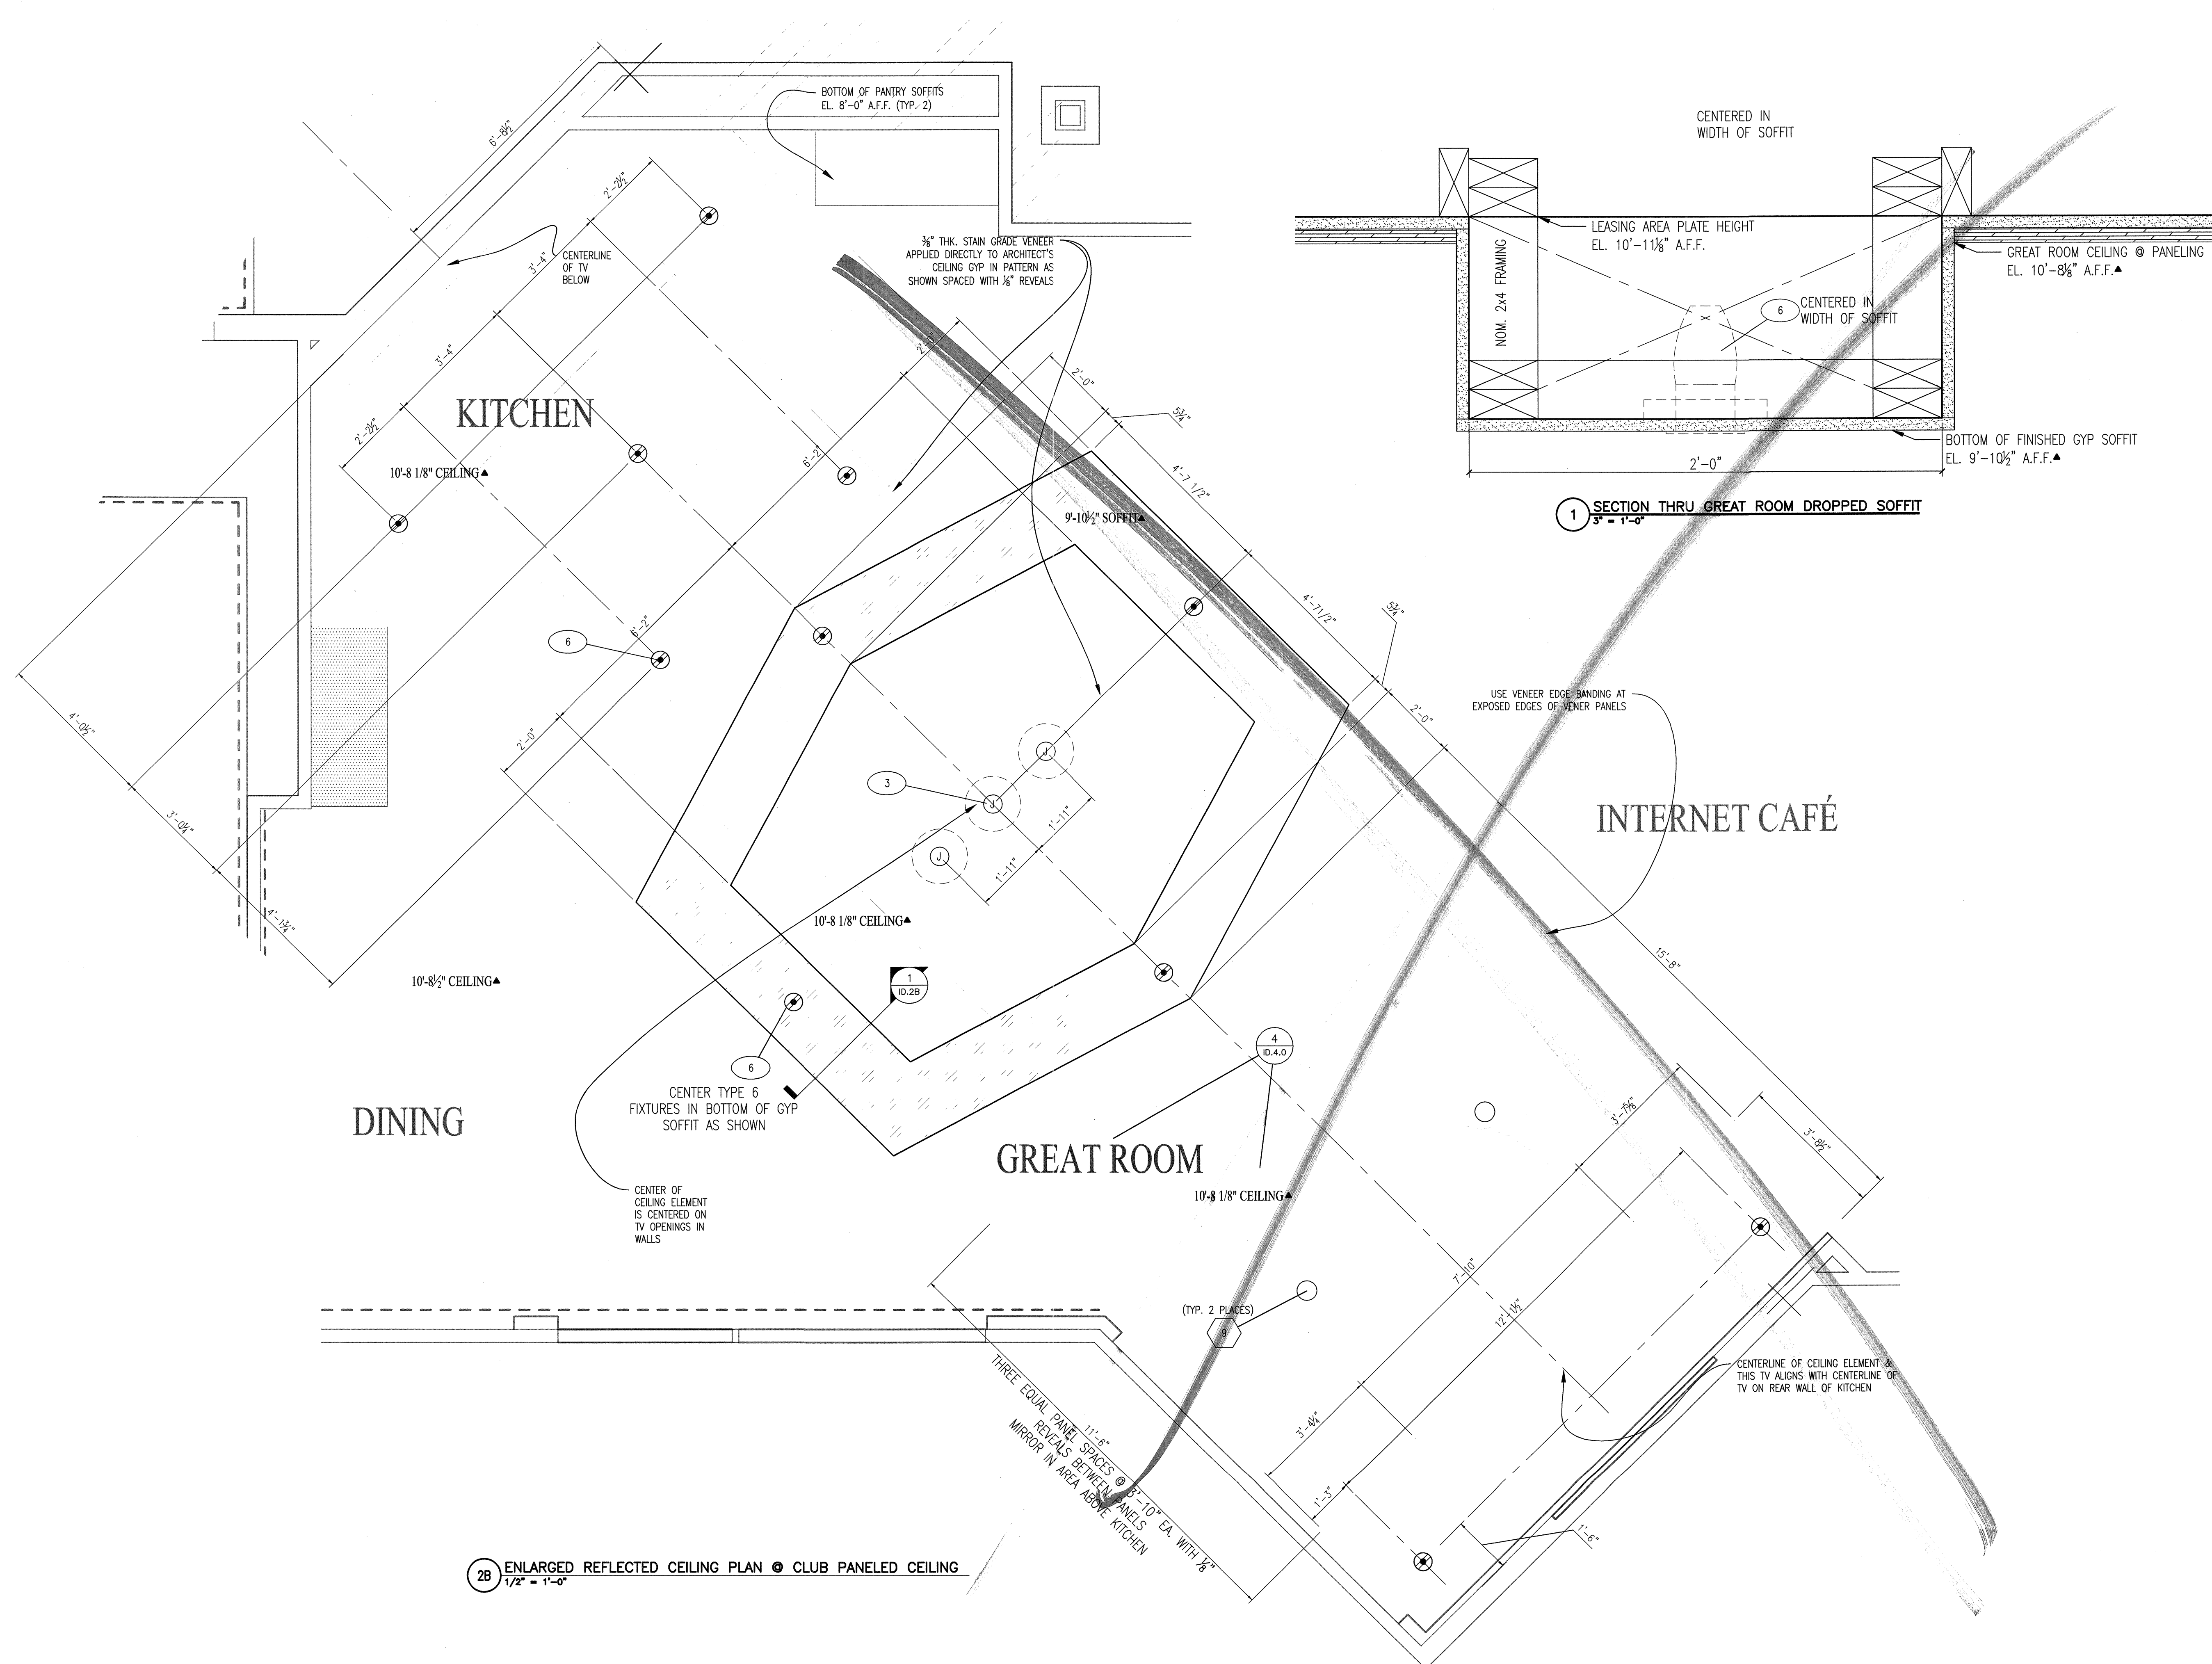 BOTTOM OF PANTRY SOFFITS
EL. 8'-0" A.F.F. (TYP. 2)
6'-8½"
2'-2½"
3'-4"
CENTERLINE
OF TV
BELOW
⅜" THK. STAIN GRADE VENEER
APPLIED DIRECTLY TO ARCHITECT'S
CEILING GYP IN PATTERN AS
SHOWN SPACED WITH ⅛" REVEALS
3'-4"
KITCHEN
2'-2½"
10'-8 1/8" CEILING
2'-0"
6'-2"
2'-0"
5¾"
4'-7 1/2"
9'-10½" SOFFIT
4'-7 1/2"
5¾"
2'-0"
6'-2"
6
2'-0"
4'-0½"
3'-0¼"
4'-1¾"
3
J
J
J
1'-11"
1'-11"
10'-8 1/8" CEILING
10'-8½" CEILING
1
ID.2B
6
CENTER TYPE 6
FIXTURES IN BOTTOM OF GYP
SOFFIT AS SHOWN
DINING
CENTER OF
CEILING ELEMENT
IS CENTERED ON
TV OPENINGS IN
WALLS
4
ID.4.0
GREAT ROOM
10'-8 1/8" CEILING
(TYP. 2 PLACES)
9
11'-6"
THREE EQUAL PANEL SPACES @ 3'-10" EA. WITH ⅛"
REVEALS BETWEEN PANELS
MIRROR IN AREA ABOVE KITCHEN
CENTERED IN
WIDTH OF SOFFIT
LEASING AREA PLATE HEIGHT
EL. 10'-11⅛" A.F.F.
NOM. 2x4 FRAMING
6
CENTERED IN
WIDTH OF SOFFIT
GREAT ROOM CEILING @ PANELING
EL. 10'-8⅛" A.F.F.
BOTTOM OF FINISHED GYP SOFFIT
EL. 9'-10½" A.F.F.
2'-0"
1
SECTION THRU GREAT ROOM DROPPED SOFFIT
3" = 1'-0"
USE VENEER EDGE BANDING AT
EXPOSED EDGES OF VENER PANELS
INTERNET CAFÉ
15'-8"
3'-7⅝"
3'-8½"
7'-10"
12'-1½"
3'-4¼"
1'-3"
1'-6"
CENTERLINE OF CEILING ELEMENT &
THIS TV ALIGNS WITH CENTERLINE OF
TV ON REAR WALL OF KITCHEN
2B
ENLARGED REFLECTED CEILING PLAN @ CLUB PANELED CEILING
1/2" = 1'-0"